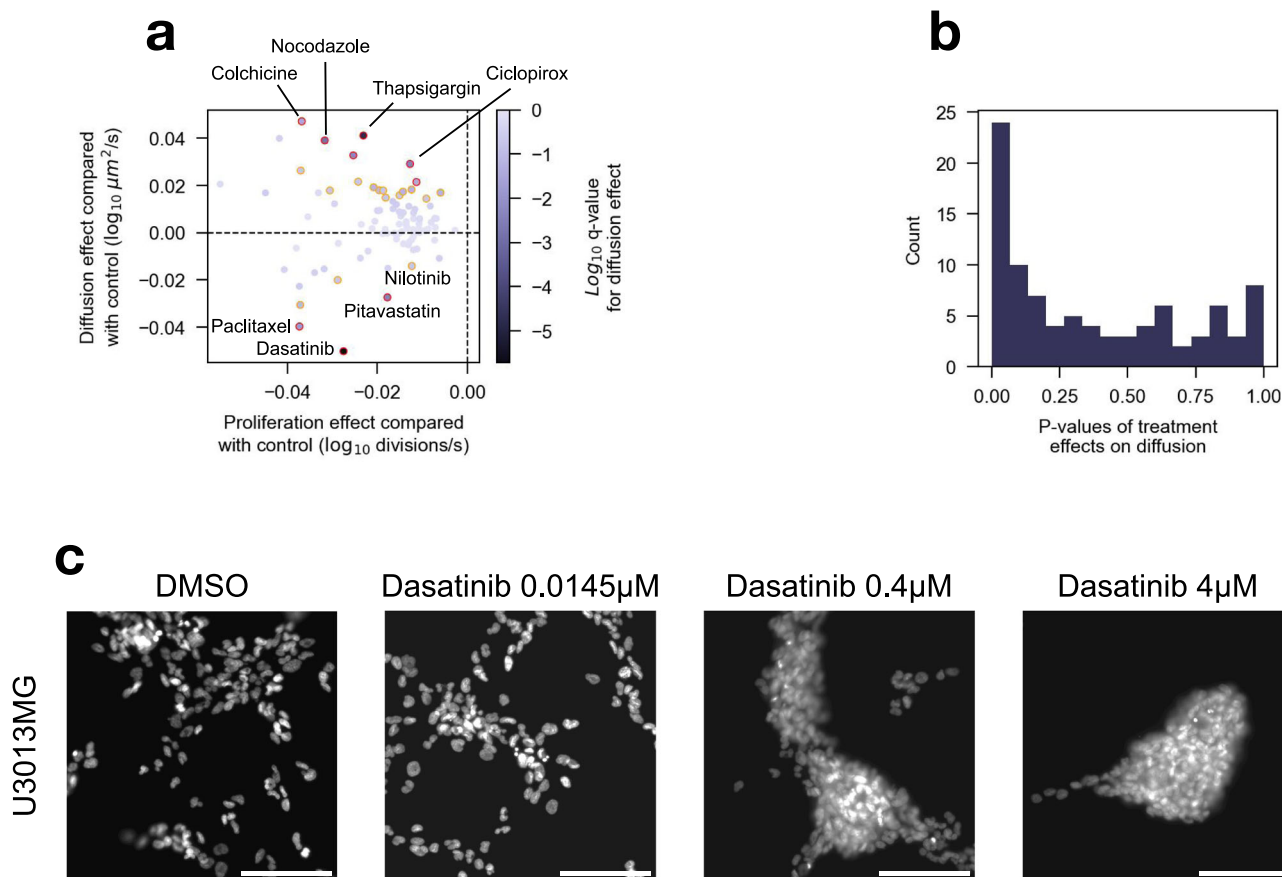 a
Nocodazole
Colchicine
Thapsigargin
Ciclopirox
0.04
0.02
0.00
−0.02
−0.04
Diffusion effect compared
with control (log10 μm²/s)
Nilotinib
Pitavastatin
Paclitaxel
Dasatinib
−0.04
−0.02
0.00
Proliferation effect compared
with control (log10 divisions/s)
0
−1
−2
−3
−4
−5
Log10 q-value
for diffusion effect
b
25
20
15
10
5
0
Count
0.00
0.25
0.50
0.75
1.00
P-values of treatment
effects on diffusion
c
DMSO
Dasatinib 0.0145µM
Dasatinib 0.4µM
Dasatinib 4µM
U3013MG